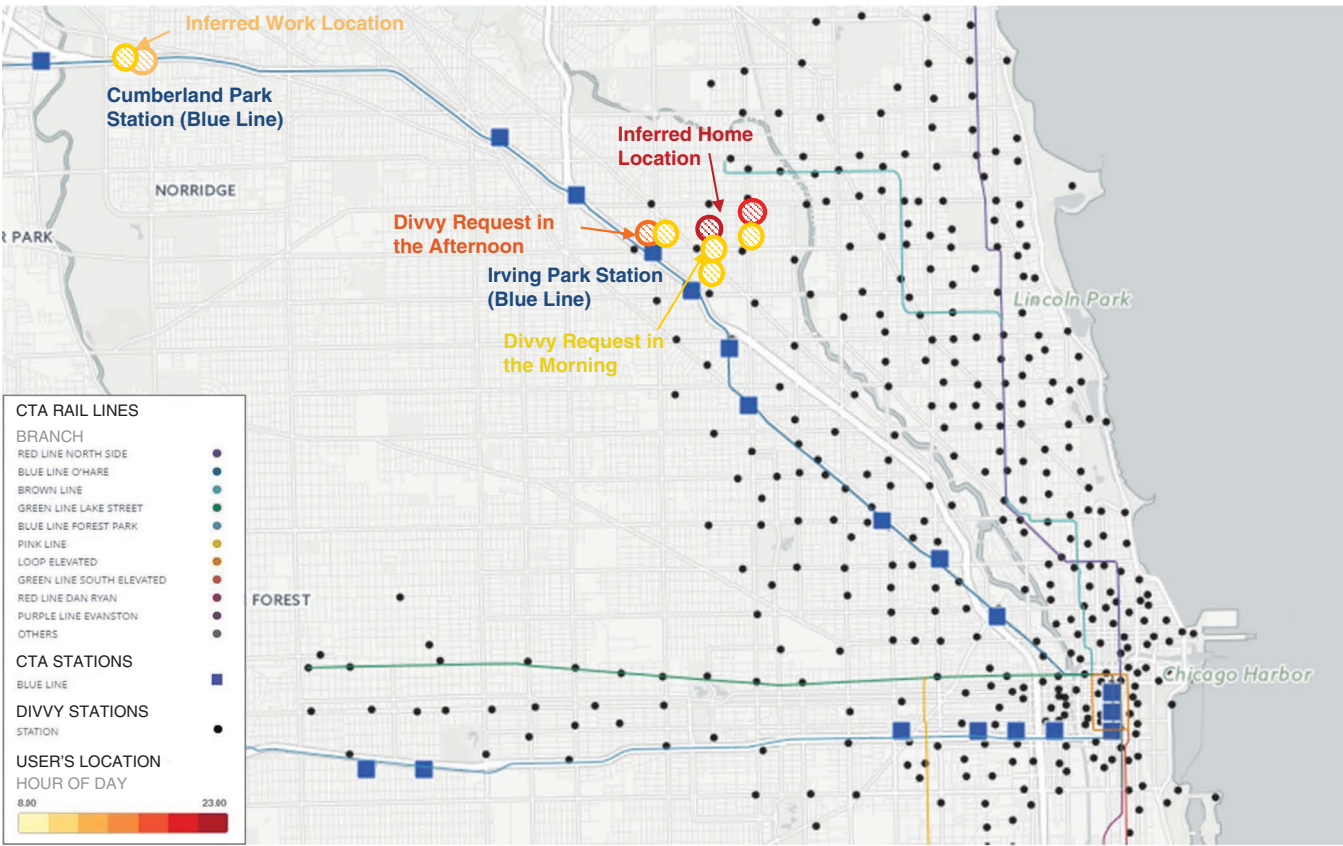 Inferred Work Location
Cumberland Park
Station (Blue Line)
NORRIDGE
R PARK
Inferred Home
Location
Divvy Request in
the Afternoon
Irving Park Station
(Blue Line)
Lincoln Park
Divvy Request in
the Morning
CTA RAIL LINES
BRANCH
RED LINE NORTH SIDE
BLUE LINE O'HARE
BROWN LINE
GREEN LINE LAKE STREET
BLUE LINE FOREST PARK
PINK LINE
LOOP ELEVATED
GREEN LINE SOUTH ELEVATED
RED LINE DAN RYAN
PURPLE LINE EVANSTON
OTHERS
CTA STATIONS
BLUE LINE
DIVVY STATIONS
STATION
USER'S LOCATION
HOUR OF DAY
8.00 23.00
FOREST
Chicago Harbor